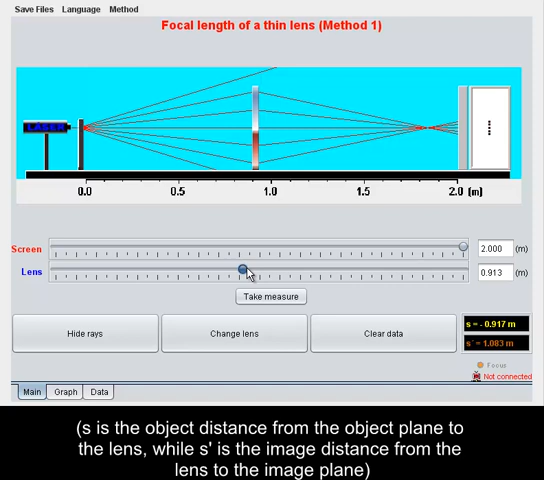 Save Files Language Method
Focal length of a thin lens (Method 1)
LASER
0.0 0.5 1.0 1.5 2.0 (m)
Screen 2.000 (m)
Lens 0.913 (m)
Take measure
Hide rays Change lens Clear data
s = - 0.917 m
s´ = 1.083 m
Focus
Not connected
Main Graph Data
(s is the object distance from the object plane to
the lens, while s' is the image distance from the
lens to the image plane)